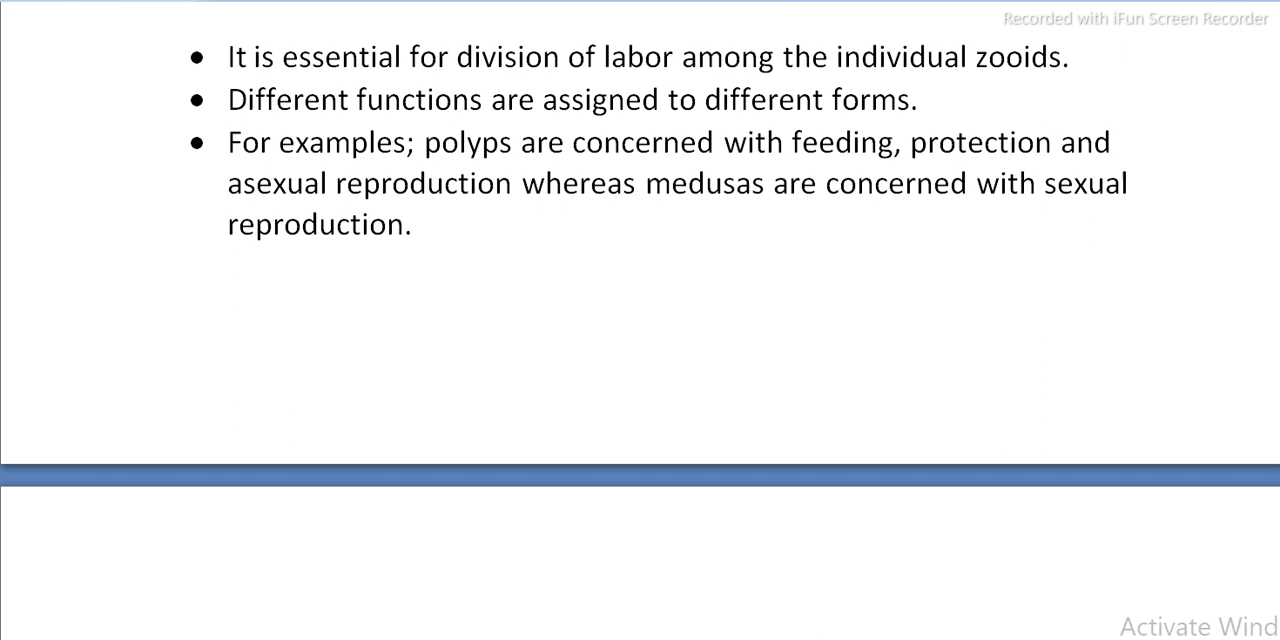 Recorded with iFun Screen Recorder
• It is essential for division of labor among the individual zooids.
• Different functions are assigned to different forms.
• For examples; polyps are concerned with feeding, protection and
asexual reproduction whereas medusas are concerned with sexual
reproduction.
Activate Wind